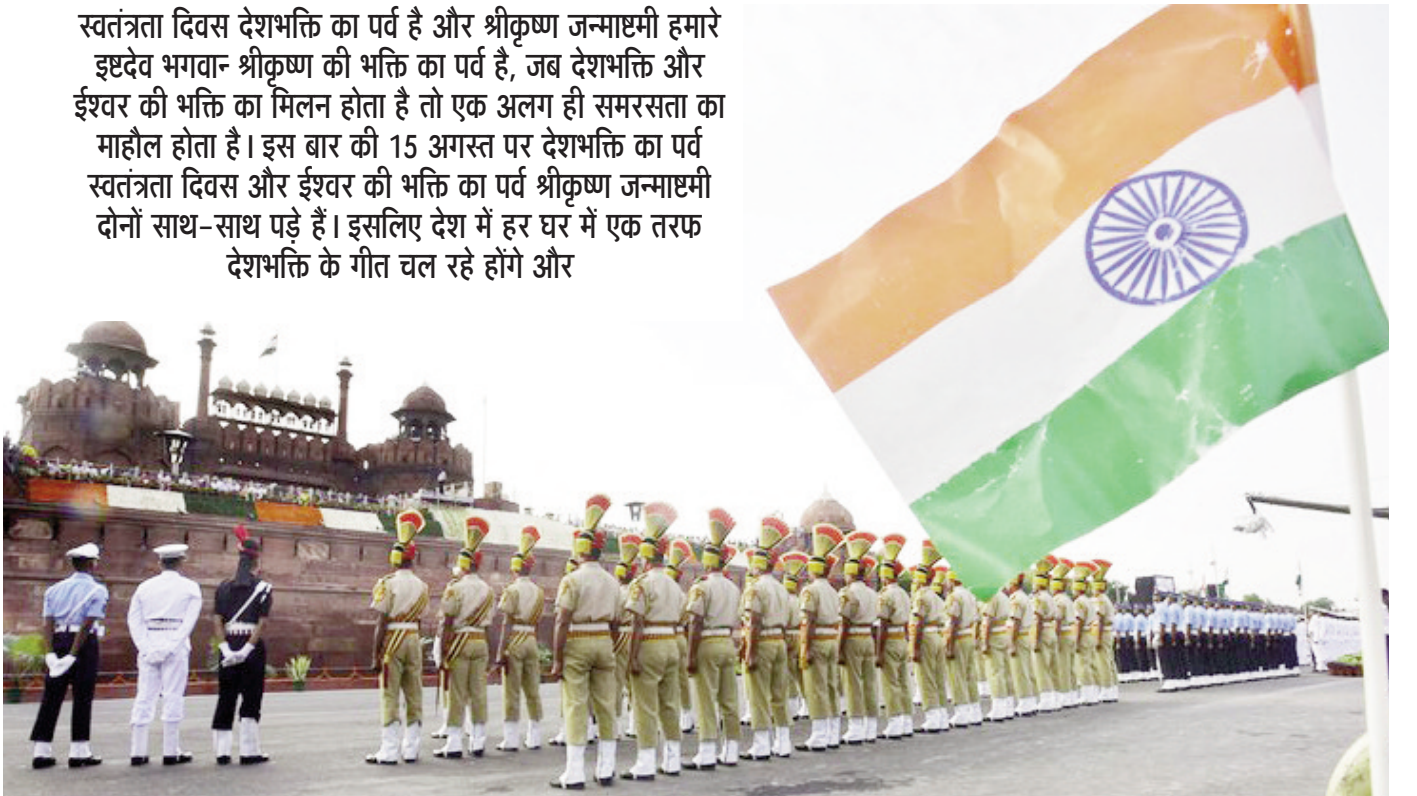 स्वतंत्रता दिवस देशभक्ति का पर्व है और श्रीकृष्ण जन्माष्टमी हमारे
इष्टदेव भगवान्‍ श्रीकृष्ण की भक्ति का पर्व है, जब देशभक्ति और
ईश्वर की भक्ति का मिलन होता है तो एक अलग ही समरसता का
माहौल होता है। इस बार की 15 अगस्त पर देशभक्ति का पर्व
स्वतंत्रता दिवस और ईश्वर की भक्ति का पर्व श्रीकृष्ण जन्माष्टमी
दोनों साथ-साथ पड़े हैं। इसलिए देश में हर घर में एक तरफ
देशभक्ति के गीत चल रहे होंगे और